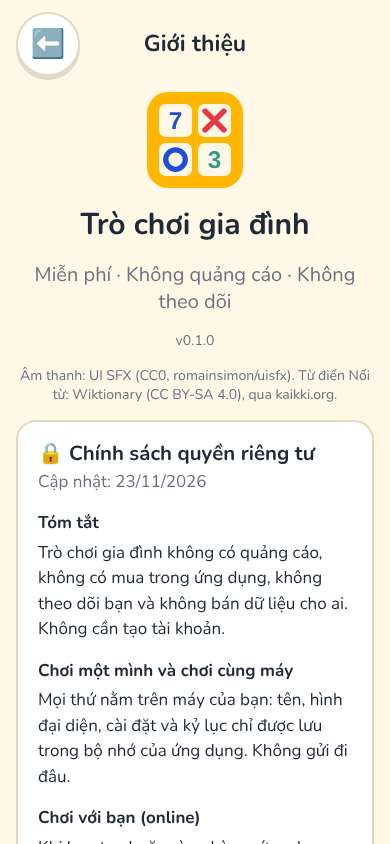 Giới thiệu
7
3
Trò chơi gia đình
Miễn phí · Không quảng cáo · Không
theo dõi
v0.1.0
Âm thanh: UI SFX (CC0, romainsimon/uisfx). Từ điển Nối
từ: Wiktionary (CC BY-SA 4.0), qua kaikki.org.
🔒 Chính sách quyền riêng tư
Cập nhật: 23/11/2026
Tóm tắt
Trò chơi gia đình không có quảng cáo,
không có mua trong ứng dụng, không
theo dõi bạn và không bán dữ liệu cho ai.
Không cần tạo tài khoản.
Chơi một mình và chơi cùng máy
Mọi thứ nằm trên máy của bạn: tên, hình
đại diện, cài đặt và kỷ lục chỉ được lưu
trong bộ nhớ của ứng dụng. Không gửi đi
đâu.
Chơi với bạn (online)